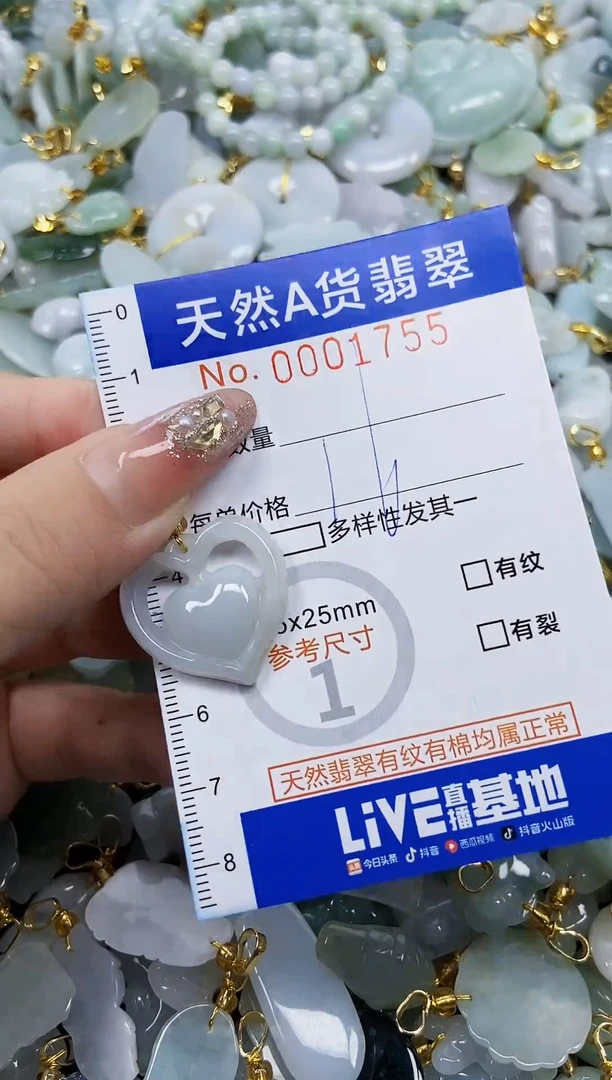 天然A货翡翠
No. 0001755
0
1
数量
每单价格
多样性发其一
4
x25mm
参考尺寸
1
有纹
有裂
6
7
8
天然翡翠有纹有棉均属正常
LiVE直播基地
头条 今日头条 抖音 西瓜视频 抖音火山版